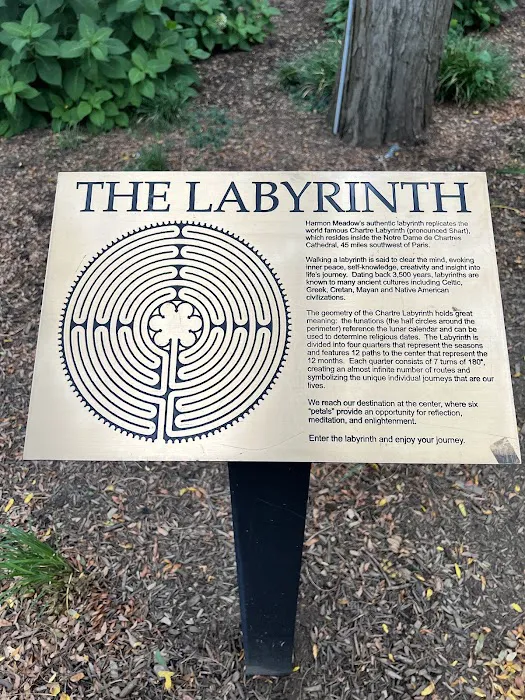 THE LABYRINTH
Harmon Meadow's authentic labyrinth replicates the
world famous Chartre Labyrinth (pronounced Shart),
which resides inside the Notre Dame de Chartres
Cathedral, 45 miles southwest of Paris.
Walking a labyrinth is said to clear the mind, evoking
inner peace, self-knowledge, creativity and insight into
life's journey. Dating back 3,500 years, labyrinths are
known to many ancient cultures including Celtic,
Greek, Cretan, Mayan and Native American
civilizations.
The geometry of the Chartre Labyrinth holds great
meaning: the lunations (the half circles around the
perimeter) reference the lunar calendar and can be
used to determine religious dates. The Labyrinth is
divided into four quarters that represent the seasons
and features 12 paths to the center that represent the
12 months. Each quarter consists of 7 turns of 180°,
creating an almost infinite number of routes and
symbolizing the unique individual journeys that are our
lives.
We reach our destination at the center, where six
"petals" provide an opportunity for reflection,
meditation, and enlightenment.
Enter the labyrinth and enjoy your journey.